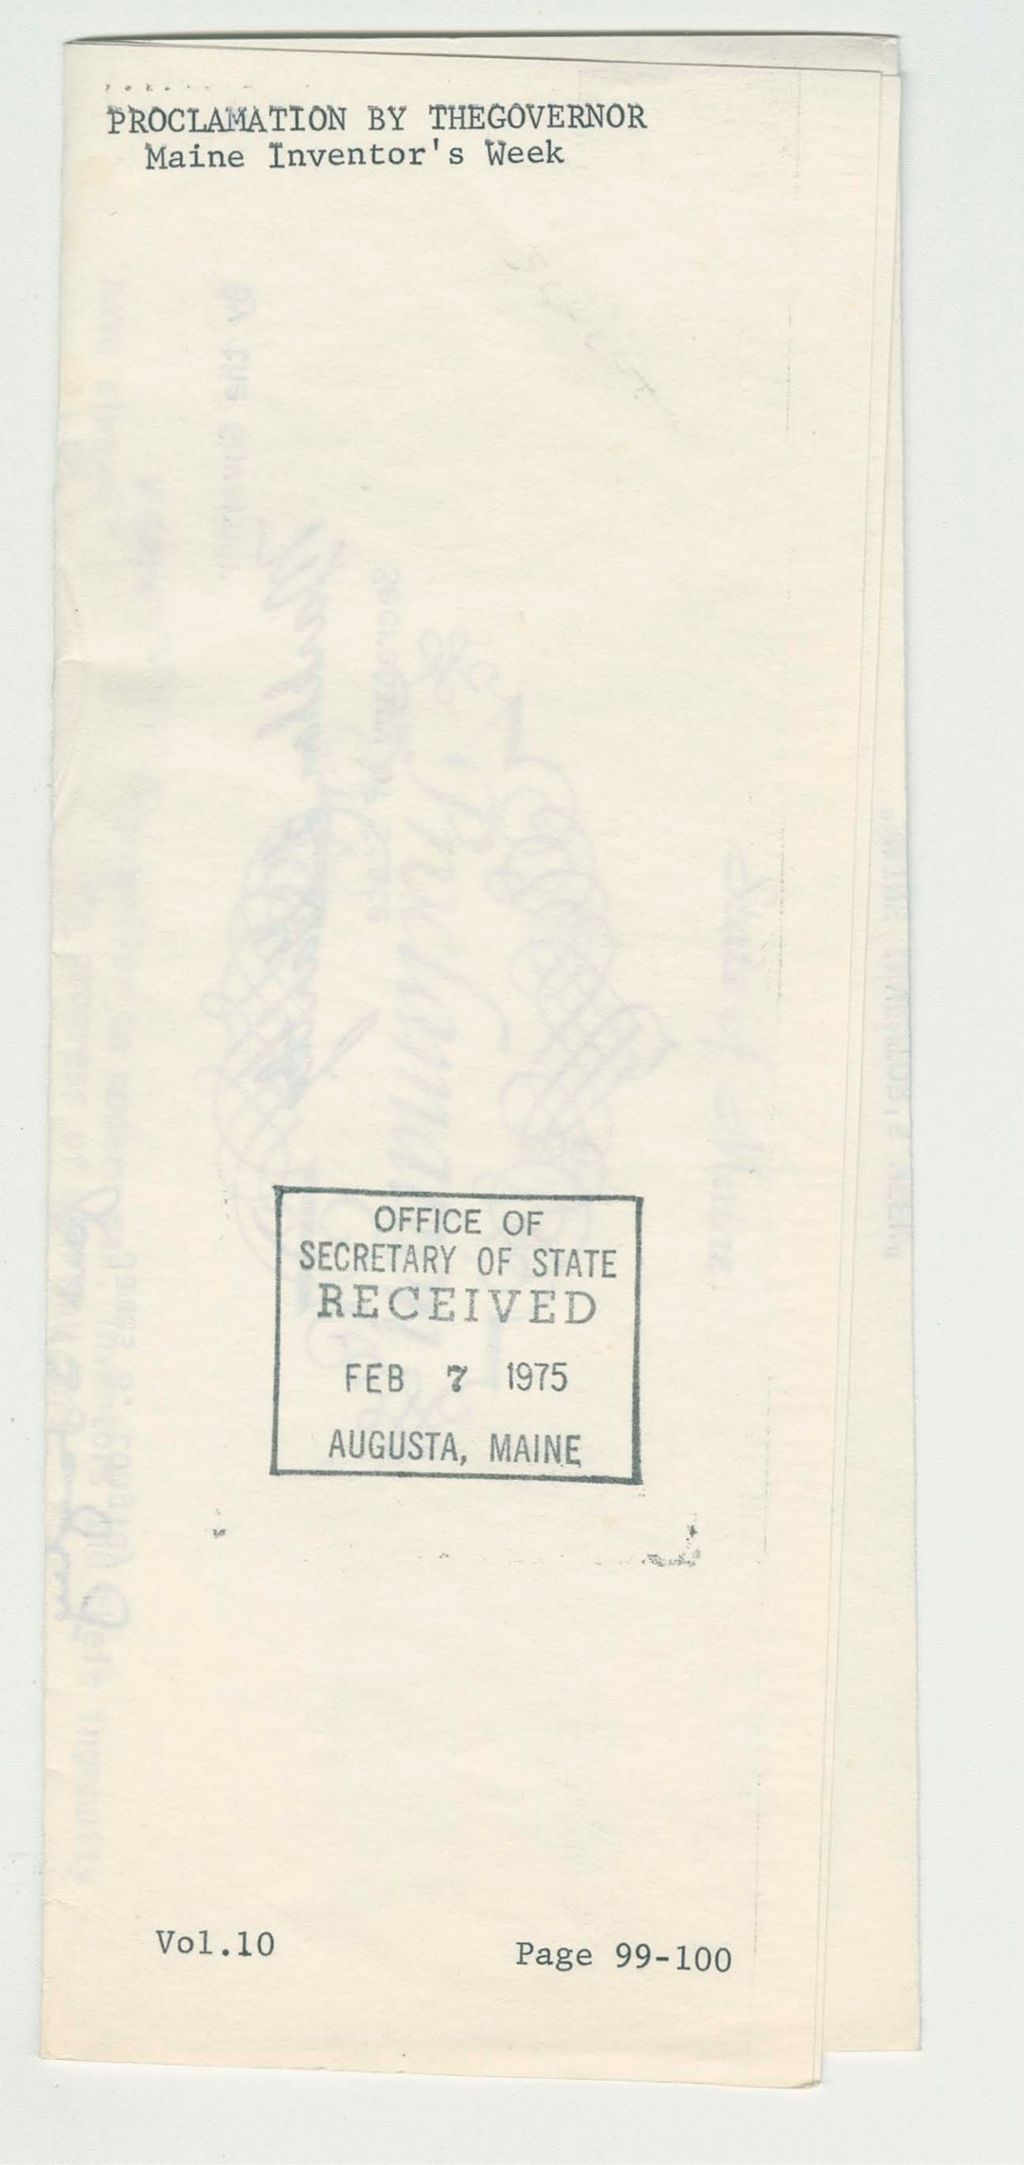 PROCLAMATION BY THEGOVERNOR
Maine Inventor's Week
OFFICE OF
SECRETARY OF STATE
RECEIVED
FEB 7 1975
AUGUSTA, MAINE
Vol.10 Page 99-100